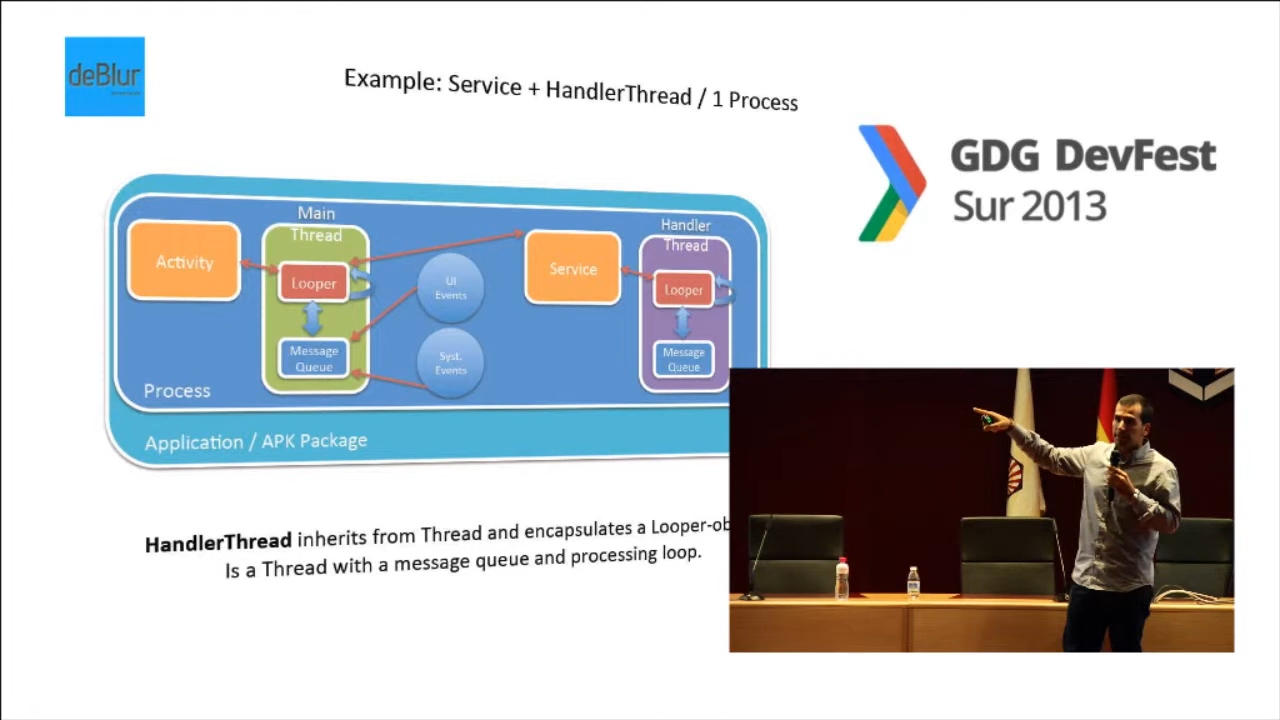 deBlur
Example: Service + HandlerThread / 1 Process
GDG DevFest
Sur 2013
Main
Thread
Activity
Looper
Message
Queue
UI
Events
Syst.
Events
Service
Handler
Thread
Looper
Message
Queue
Process
Application / APK Package
HandlerThread inherits from Thread and encapsulates a Looper-ob
Is a Thread with a message queue and processing loop.